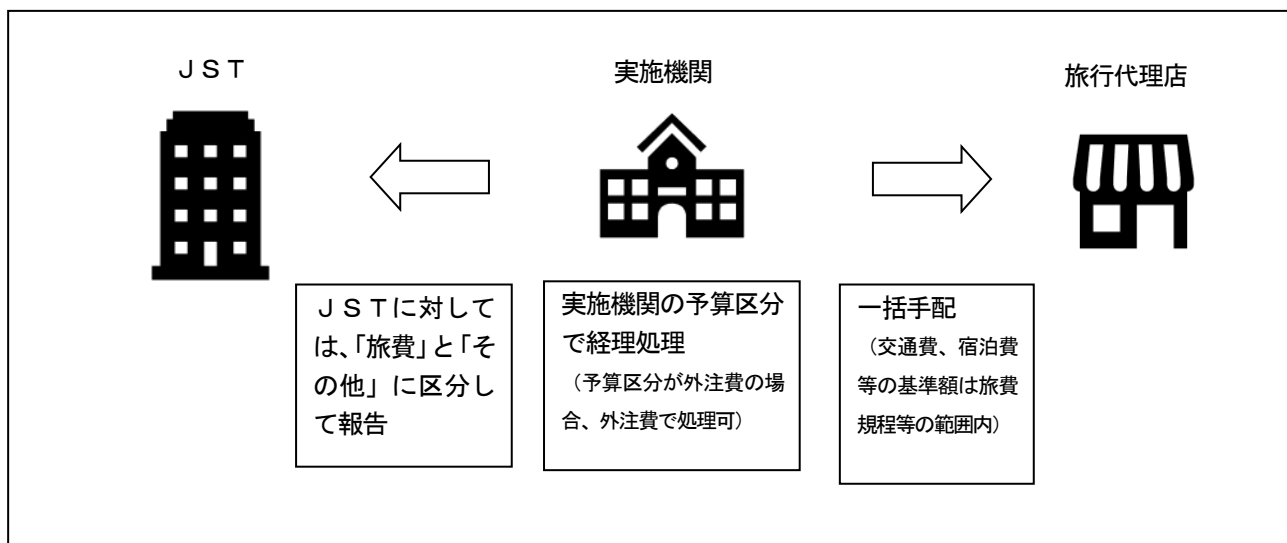 ＪＳＴ
実施機関
旅行代理店
ＪＳＴに対して
は、「旅費」と「そ
の他」に区分し
て報告
実施機関の予算区分
で経理処理
（予算区分が外注費の場
合、外注費で処理可）
一括手配
（交通費、宿泊費
等の基準額は旅費
規程等の範囲内）